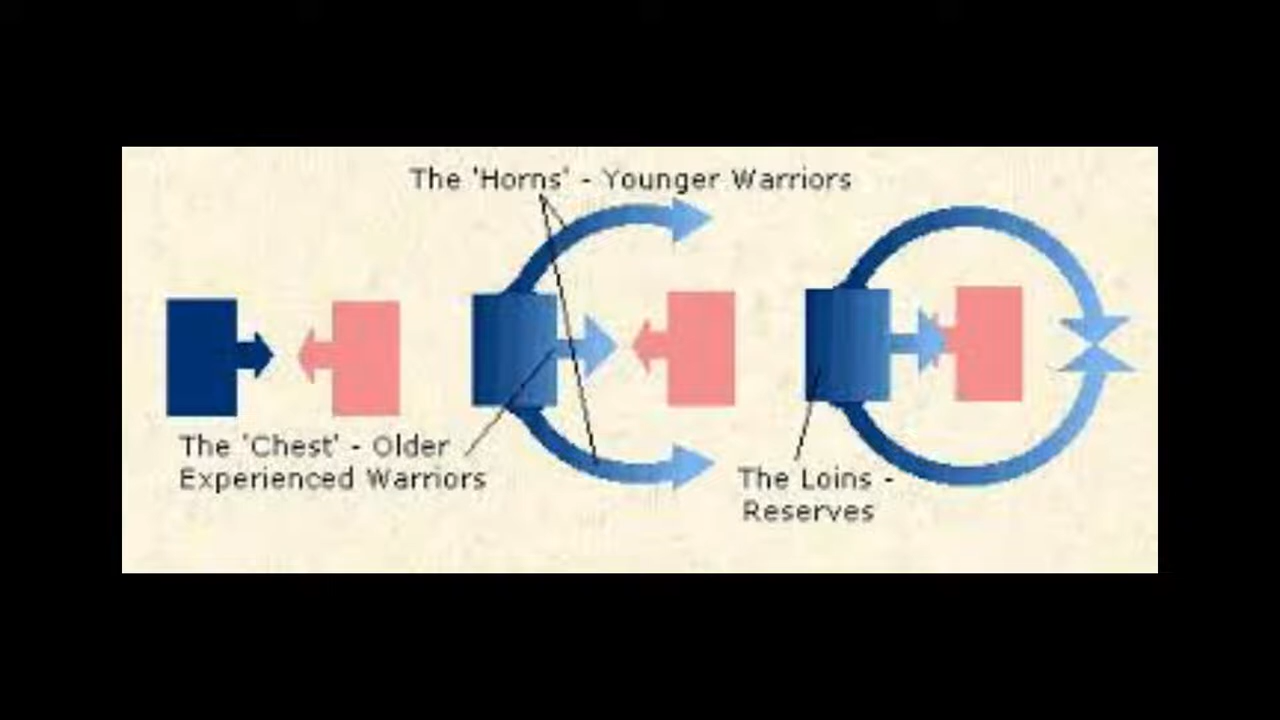 The 'Horns' - Younger Warriors
The 'Chest' - Older
Experienced Warriors
The Loins -
Reserves